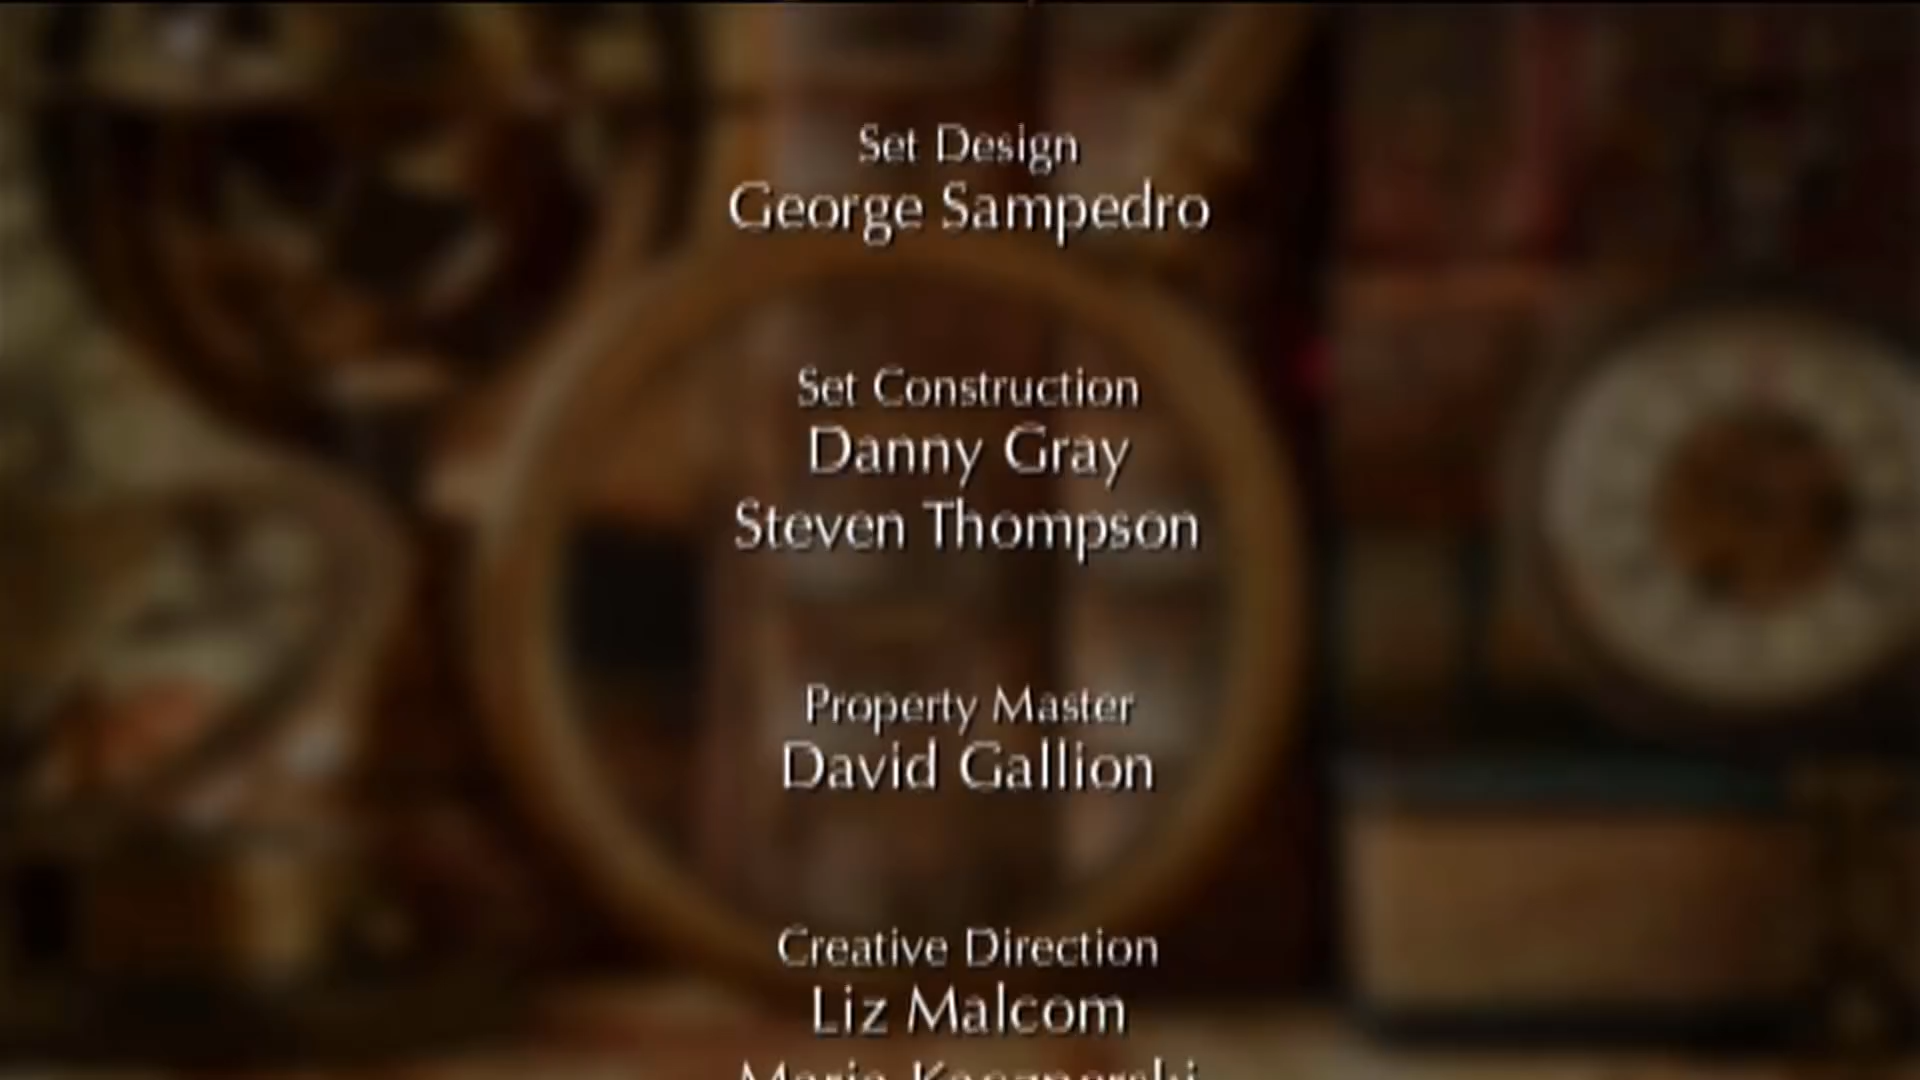 Set Design
George Sampedro
Set Construction
Danny Gray
Steven Thompson
Property Master
David Gallion
Creative Direction
Liz Malcom